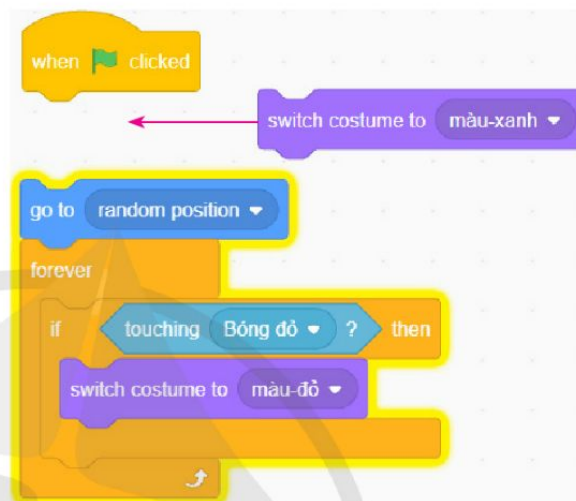 when clicked
switch costume to màu-xanh
go to random position
forever
if touching Bóng đỏ ? then
switch costume to màu-đỏ